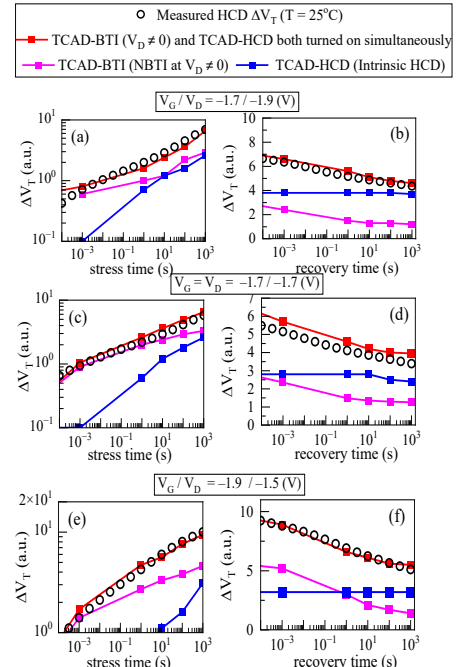 Measured HCD ΔV_T (T = 25°C)
TCAD-BTI (V_D ≠ 0) and TCAD-HCD both turned on simultaneously
TCAD-BTI (NBTI at V_D ≠ 0) TCAD-HCD (Intrinsic HCD)
V_G / V_D = −1.7 / −1.9 (V)
(a)
10^1
10^0
10^-1
ΔV_T (a.u.)
10^-3 10^-1 10^1 10^3
stress time (s)
(b)
10
8
6
4
2
0
ΔV_T (a.u.)
10^-3 10^-1 10^1 10^3
recovery time (s)
V_G = V_D = −1.7 / −1.7 (V)
(c)
10^1
10^0
10^-1
ΔV_T (a.u.)
10^-3 10^-1 10^1 10^3
stress time (s)
(d)
7
6
5
4
3
2
1
0
ΔV_T (a.u.)
10^-3 10^-1 10^1 10^3
recovery time (s)
V_G / V_D = −1.9 / −1.5 (V)
(e)
2×10^1
10^1
10^0
ΔV_T (a.u.)
10^-3 10^-1 10^1 10^3
stress time (s)
(f)
10
5
0
ΔV_T (a.u.)
10^-3 10^-1 10^1 10^3
recovery time (s)